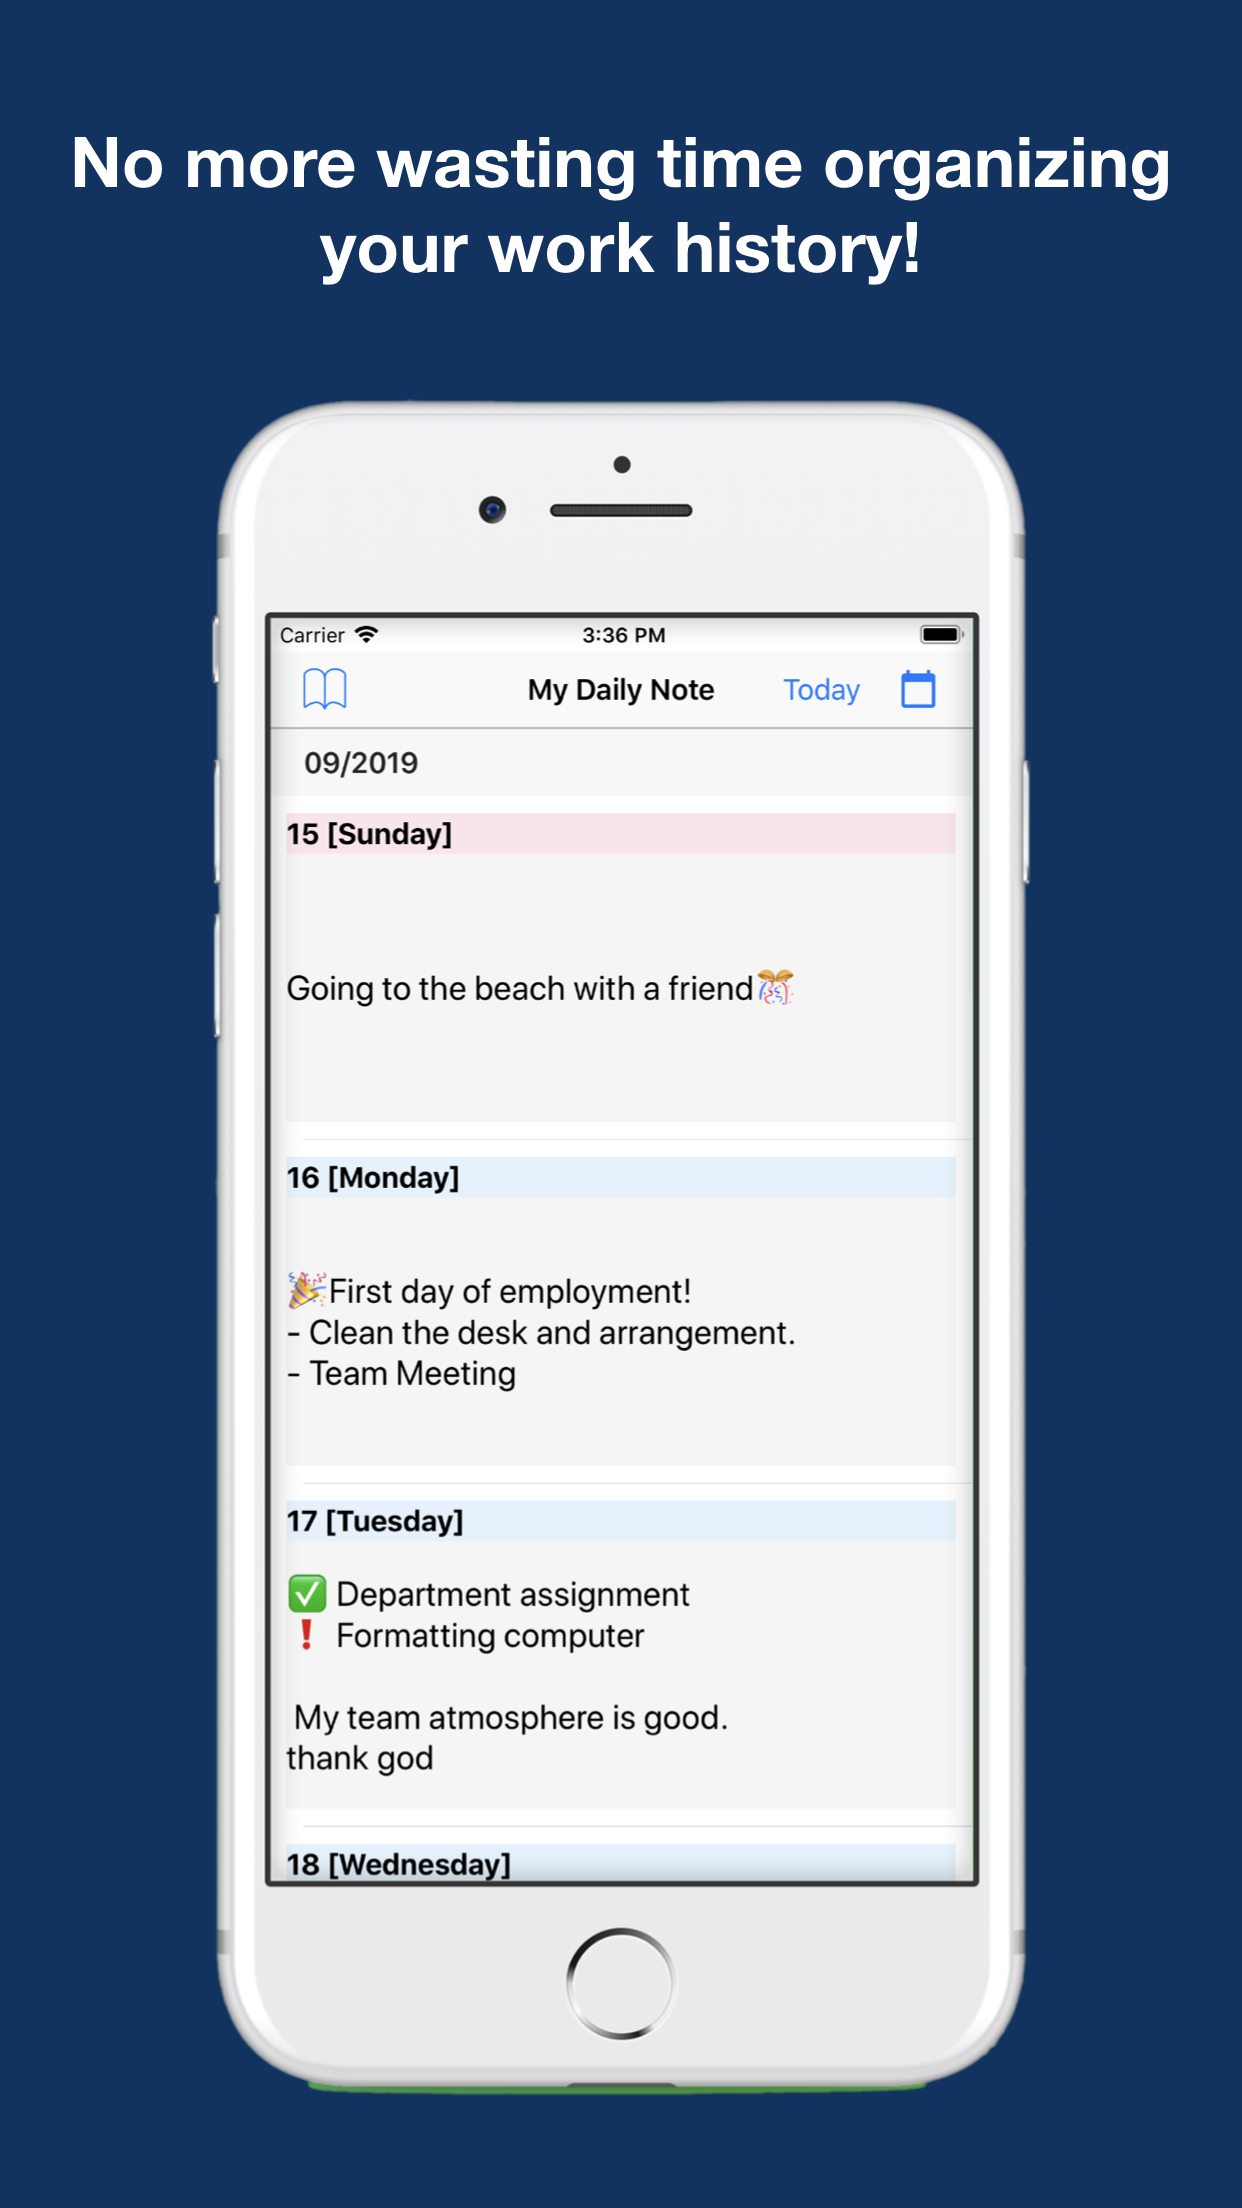 No more wasting time organizing
your work history!
Carrier 3:36 PM
My Daily Note Today
09/2019
15 [Sunday]
Going to the beach with a friend🎊
16 [Monday]
🎉First day of employment!
- Clean the desk and arrangement.
- Team Meeting
17 [Tuesday]
✅ Department assignment
❗ Formatting computer
My team atmosphere is good.
thank god
18 [Wednesday]